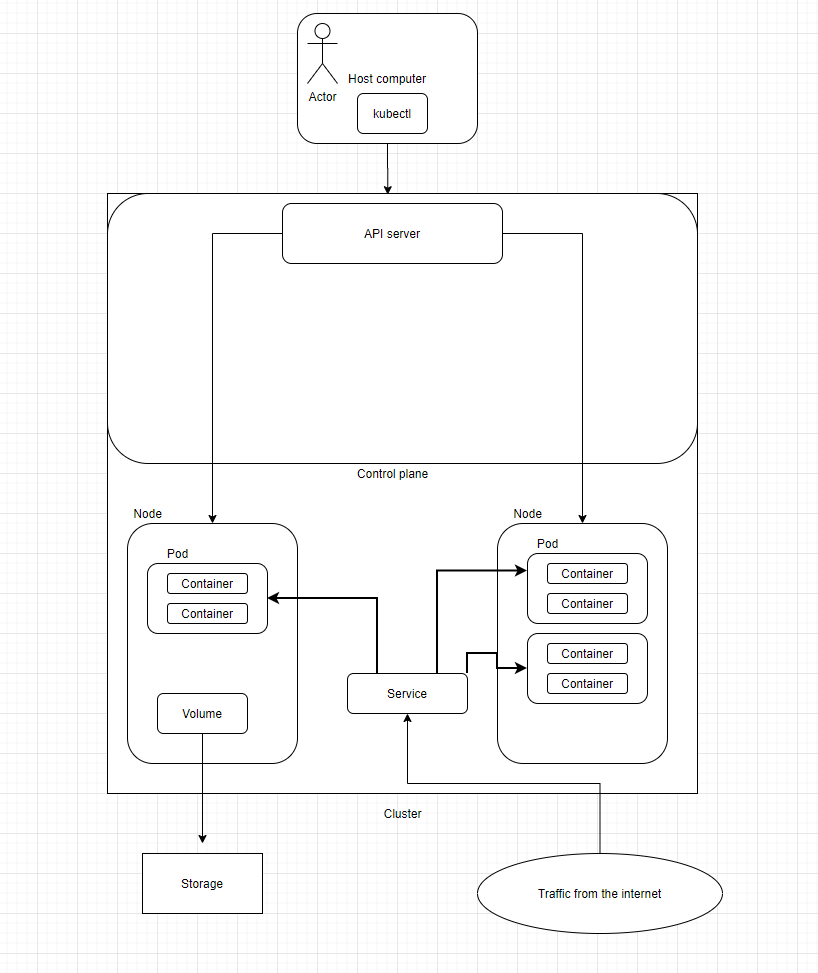 Host computer
Actor
kubectl
API server
Control plane
Node
Node
Pod
Pod
Container
Container
Container
Container
Container
Container
Service
Volume
Cluster
Storage
Traffic from the internet